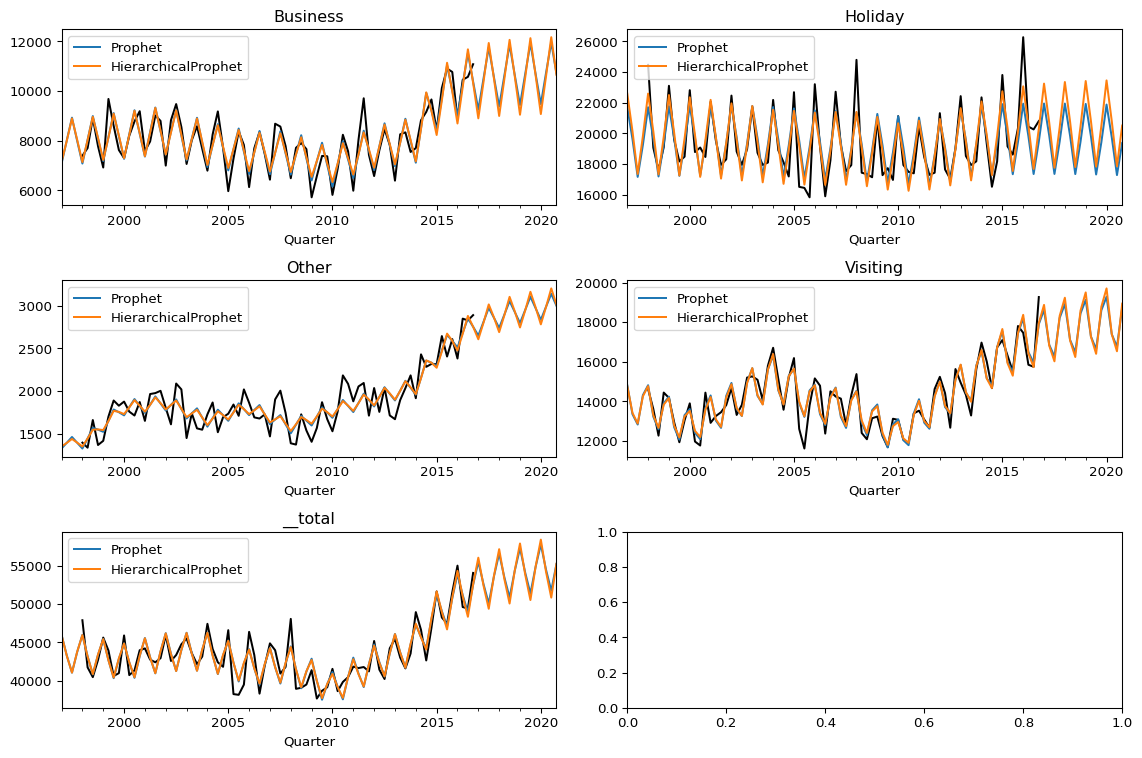 Business
Prophet
HierarchicalProphet
12000
10000
8000
6000
2000 2005 2010 2015 2020
Quarter
Holiday
Prophet
HierarchicalProphet
26000
24000
22000
20000
18000
16000
2000 2005 2010 2015 2020
Quarter
Other
Prophet
HierarchicalProphet
3000
2500
2000
1500
2000 2005 2010 2015 2020
Quarter
Visiting
Prophet
HierarchicalProphet
20000
18000
16000
14000
12000
2000 2005 2010 2015 2020
Quarter
__total
Prophet
HierarchicalProphet
55000
50000
45000
40000
2000 2005 2010 2015 2020
Quarter
1.0
0.8
0.6
0.4
0.2
0.0
0.0 0.2 0.4 0.6 0.8 1.0